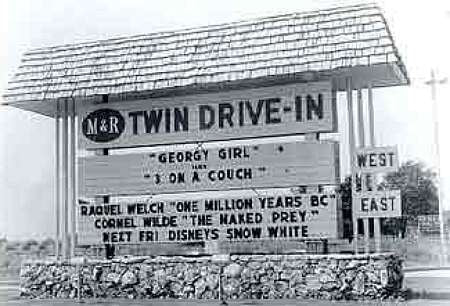 M&R TWIN DRIVE-IN
"GEORGY GIRL"
"3 ON A COUCH"
RAQUEL WELCH "ONE MILLION YEARS BC"
CORNEL WILDE "THE NAKED PREY"
NEXT FRI DISNEYS SNOW WHITE
WEST
EAST